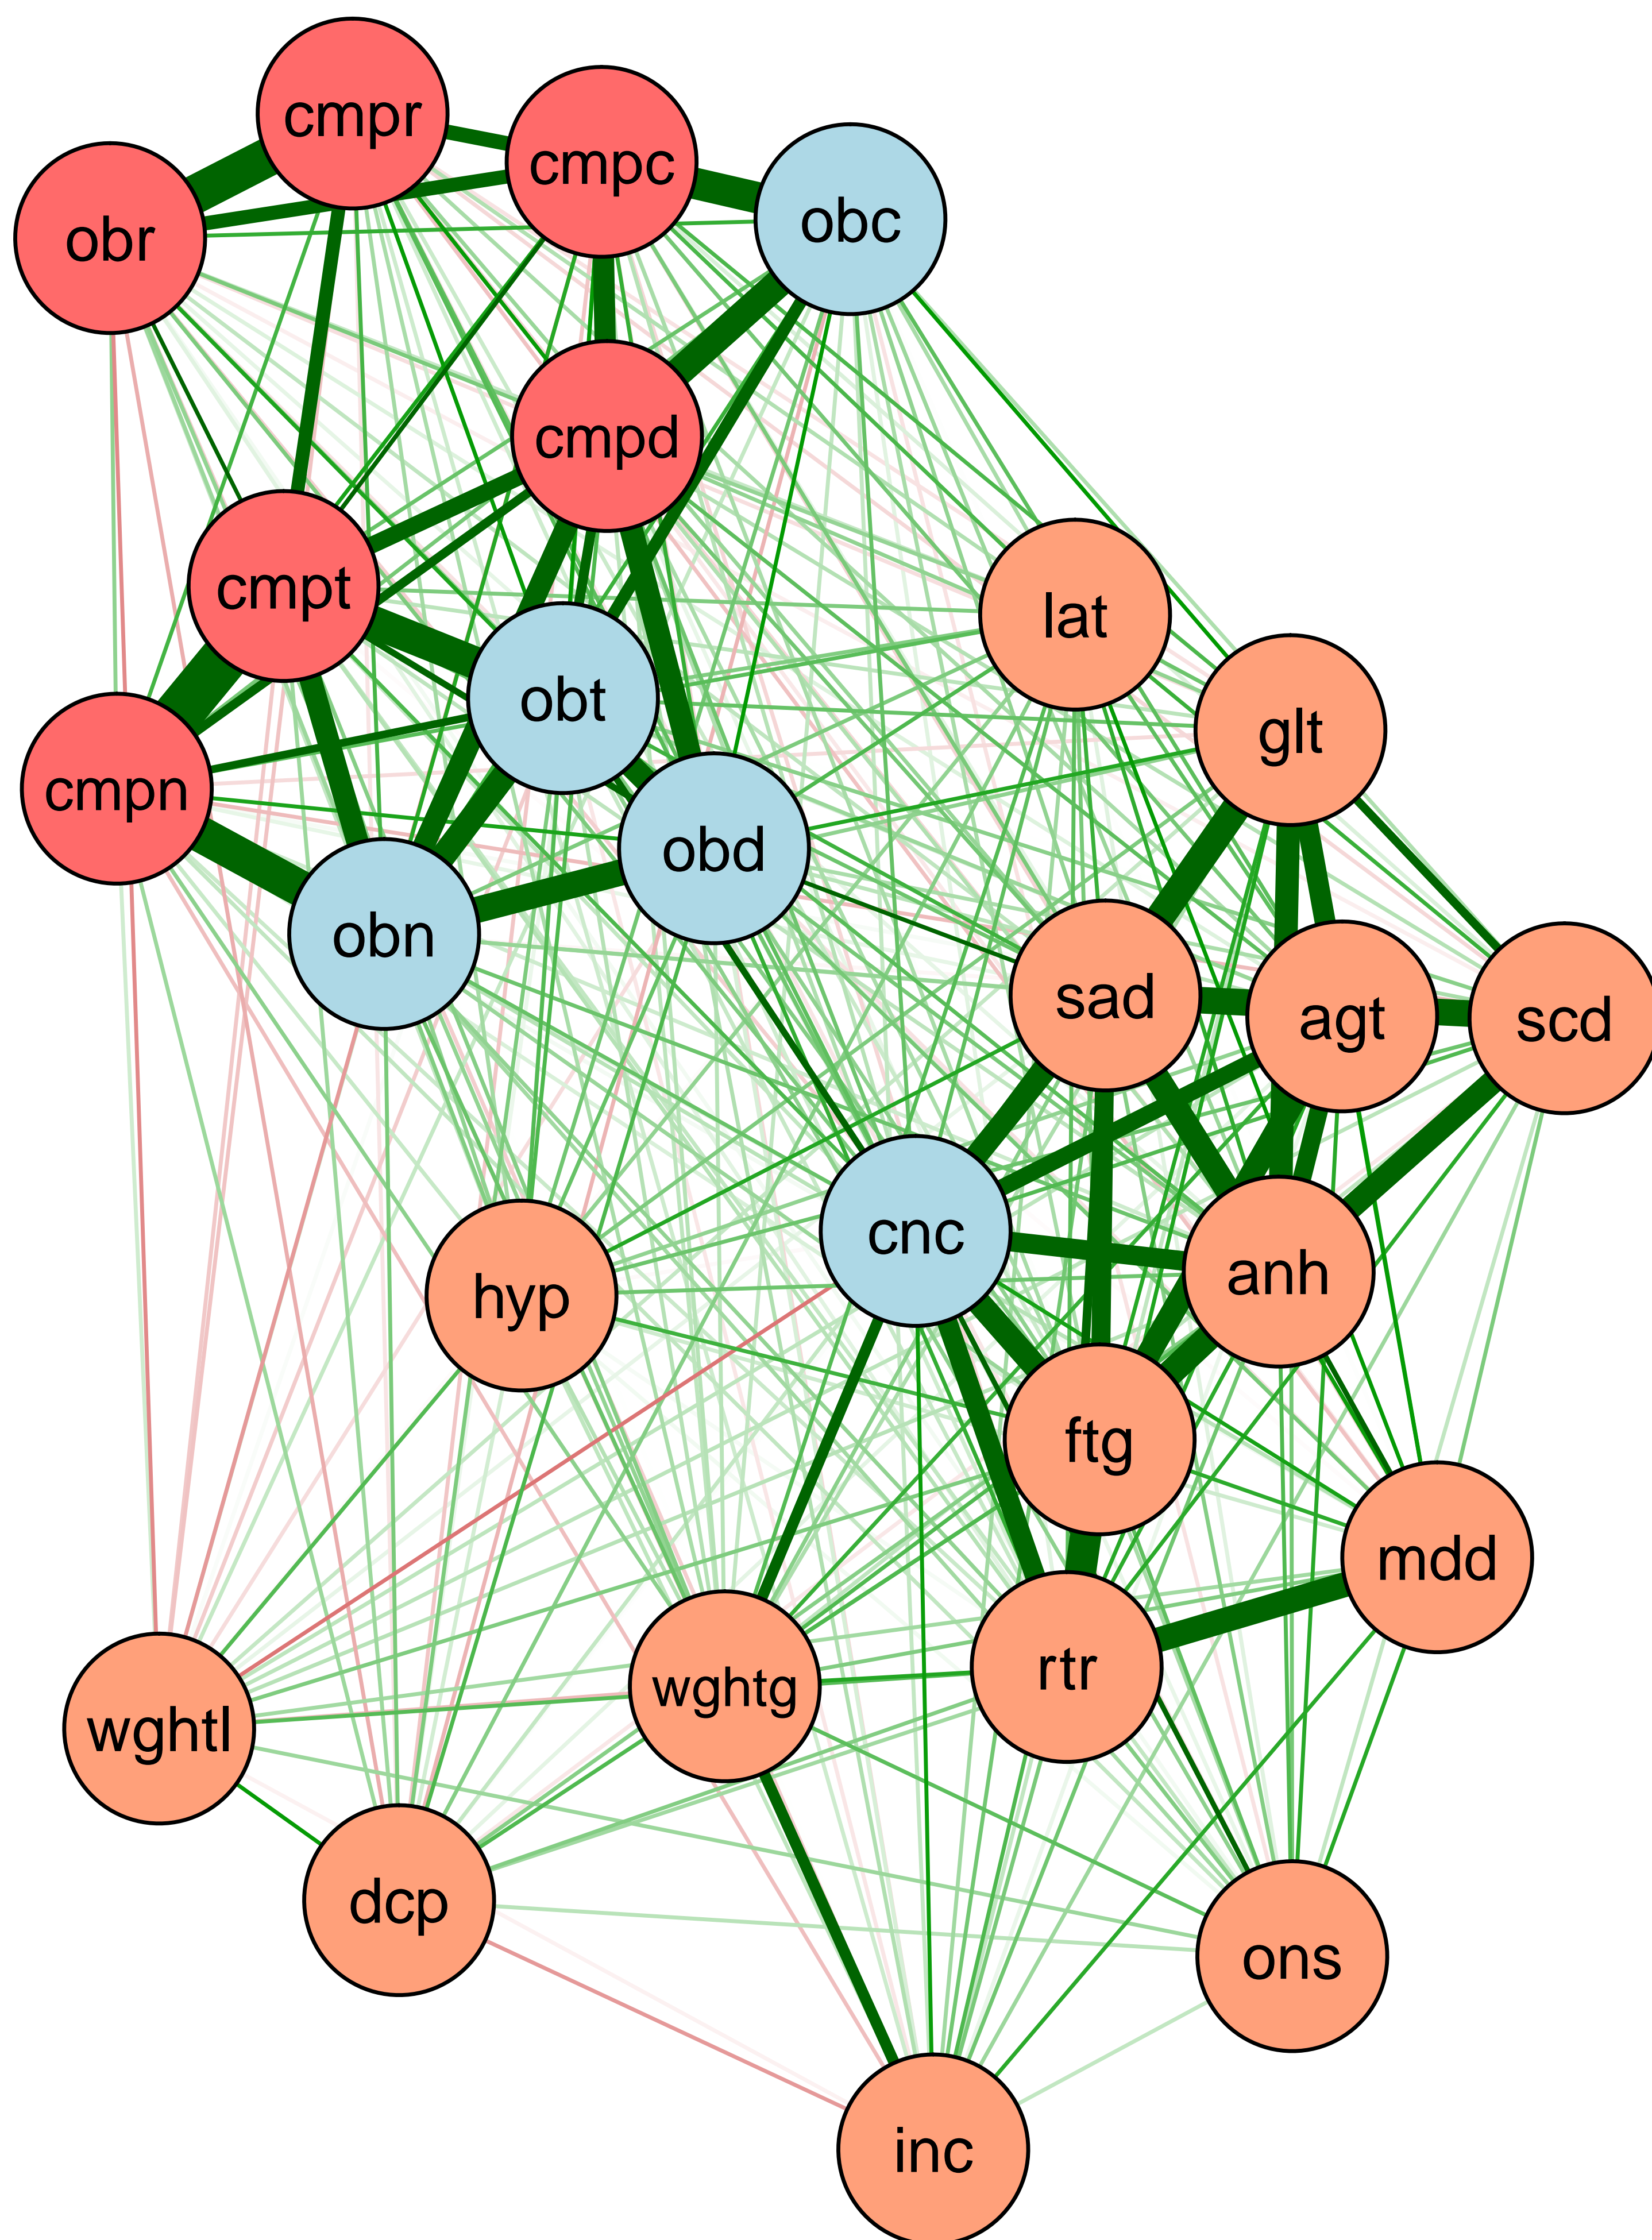 cmpr
cmpc
obc
obr
cmpd
cmpt
lat
obt
glt
cmpn
obd
obn
sad
agt
scd
cnc
anh
hyp
ftg
mdd
rtr
wghtg
wghtl
dcp
ons
inc